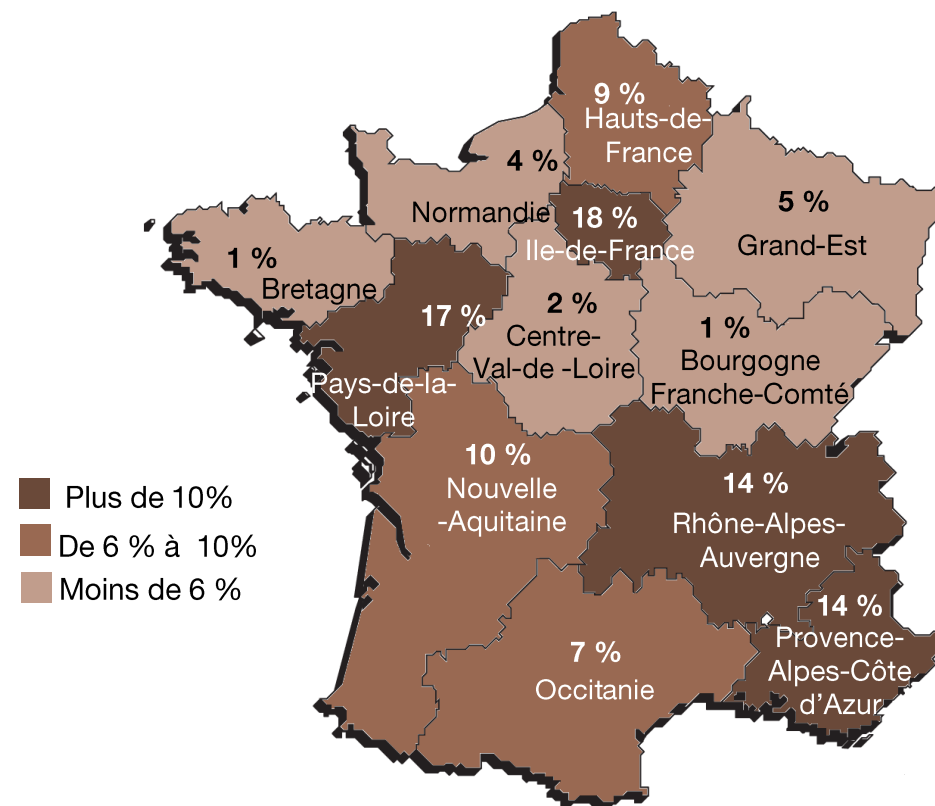 9 %
Hauts-de-
France
4 %
Normandie
18 %
Ile-de-France
5 %
Grand-Est
1 %
Bretagne
17 %
Pays-de-la-
Loire
2 %
Centre-
Val-de -Loire
1 %
Bourgogne
Franche-Comté
10 %
Nouvelle
-Aquitaine
14 %
Rhône-Alpes-
Auvergne
14 %
Provence-
Alpes-Côte
d’Azur
7 %
Occitanie
Plus de 10%
De 6 % à 10%
Moins de 6 %